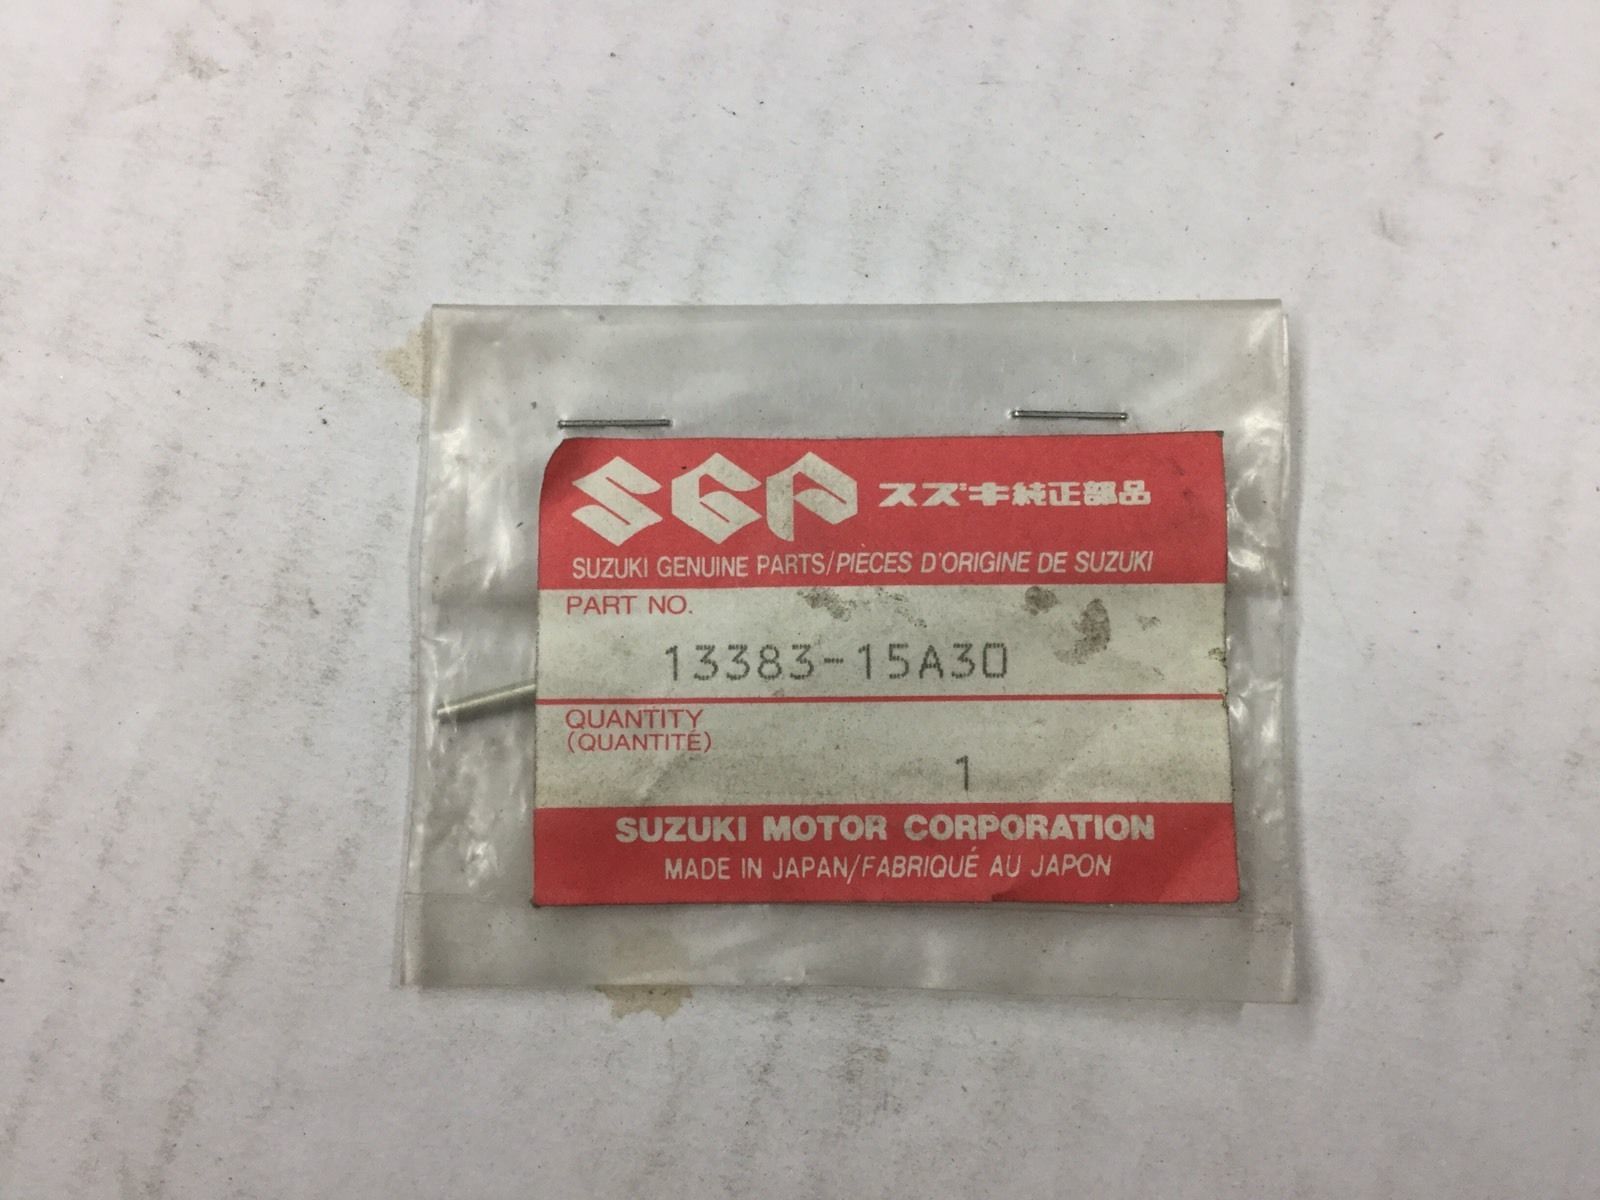 SGP スズキ純正部品
SUZUKI GENUINE PARTS/PIÈCES D'ORIGINE DE SUZUKI
PART NO.
13383-15A30
QUANTITY
(QUANTITÉ)
1
SUZUKI MOTOR CORPORATION
MADE IN JAPAN/FABRIQUÉ AU JAPON